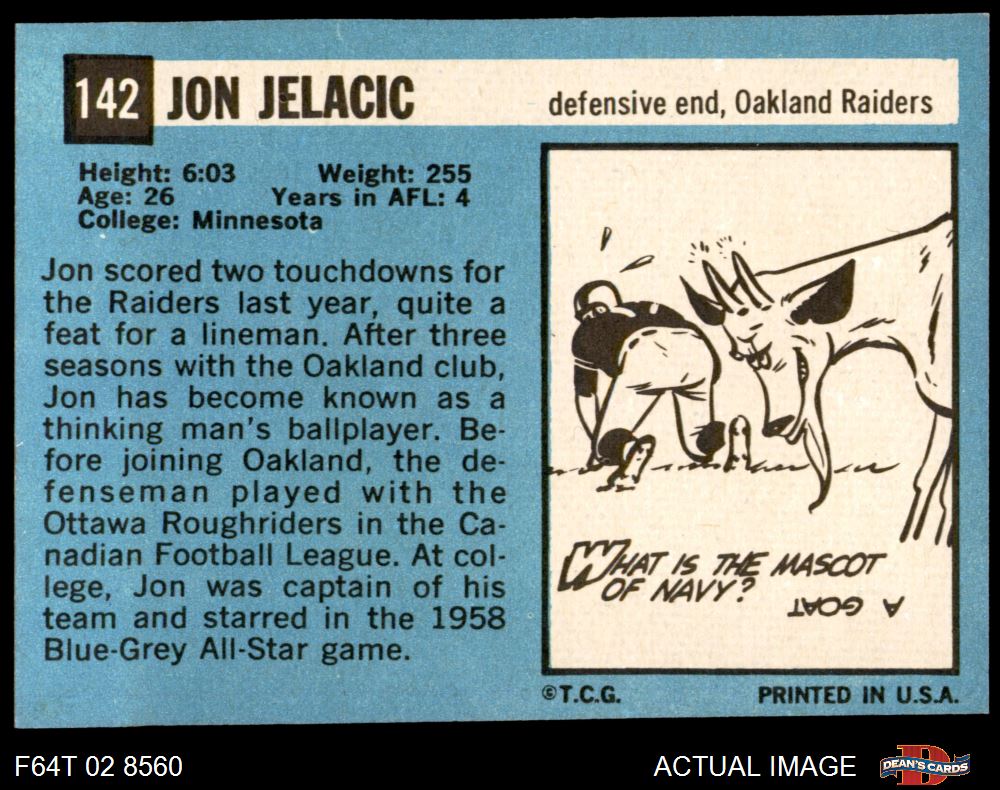 142 JON JELACIC
defensive end, Oakland Raiders
Height: 6:03 Weight: 255
Age: 26 Years in AFL: 4
College: Minnesota
Jon scored two touchdowns for
the Raiders last year, quite a
feat for a lineman. After three
seasons with the Oakland club,
Jon has become known as a
thinking man's ballplayer. Be-
fore joining Oakland, the de-
fenseman played with the
Ottawa Roughriders in the Ca-
nadian Football League. At col-
lege, Jon was captain of his
team and starred in the 1958
Blue-Grey All-Star game.
WHAT IS THE MASCOT
OF NAVY?
A GOAT
©T.C.G. PRINTED IN U.S.A.
F64T 02 8560
ACTUAL IMAGE
DEAN'S CARDS